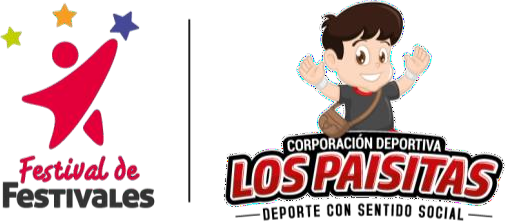 Festival de
FESTIVALES
CORPORACIÓN DEPORTIVA
LOS PAISITAS
DEPORTE CON SENTIDO SOCIAL